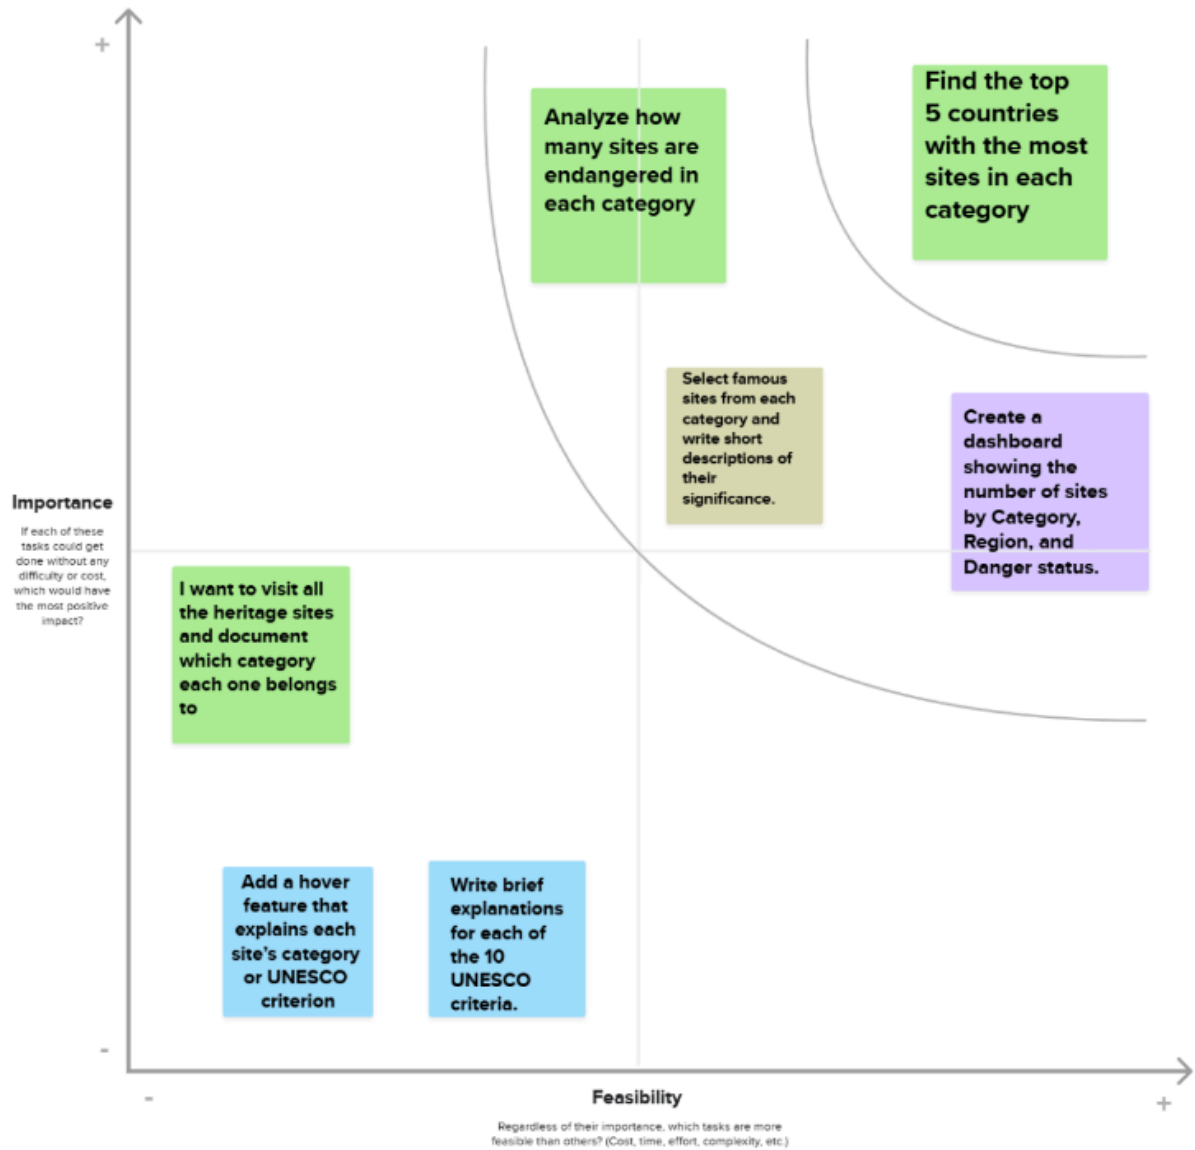 +
Analyze how
many sites are
endangered in
each category
Find the top
5 countries
with the most
sites in each
category
Select famous
sites from each
category and
write short
descriptions of
their
significance.
Create a
dashboard
showing the
number of sites
by Category,
Region, and
Danger status.
Importance
If each of these
tasks could get
done without any
difficulty or cost,
which would have
the most positive
impact?
I want to visit all
the heritage sites
and document
which category
each one belongs
to
Add a hover
feature that
explains each
site's category
or UNESCO
criterion
Write brief
explanations
for each of
the 10
UNESCO
criteria.
-
-
Feasibility
+
Regardless of their importance, which tasks are more
feasible than others? (Cost, time, effort, complexity, etc.)